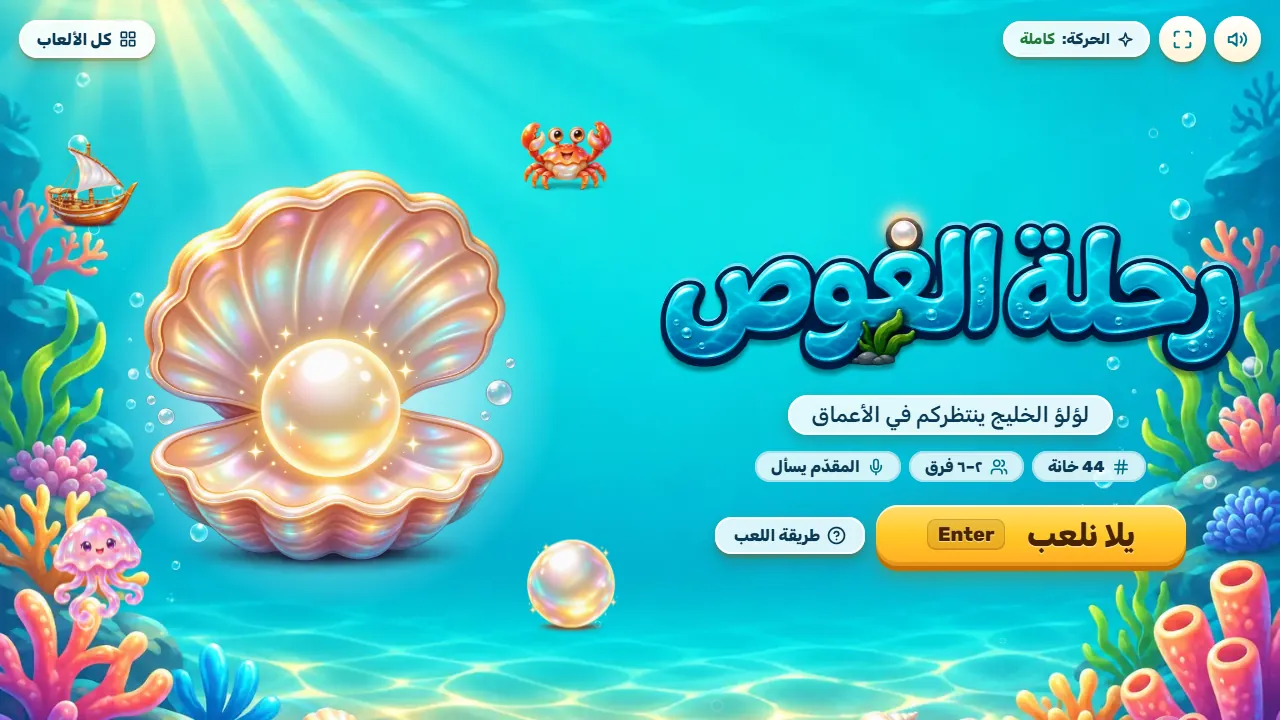 الحركة: كاملة
كل الألعاب
رحلة الغوص
لؤلؤ الخليج ينتظركم في الأعماق
44 خانة
٢-٦ فرق
المقدّم يسأل
يلا نلعب Enter
طريقة اللعب